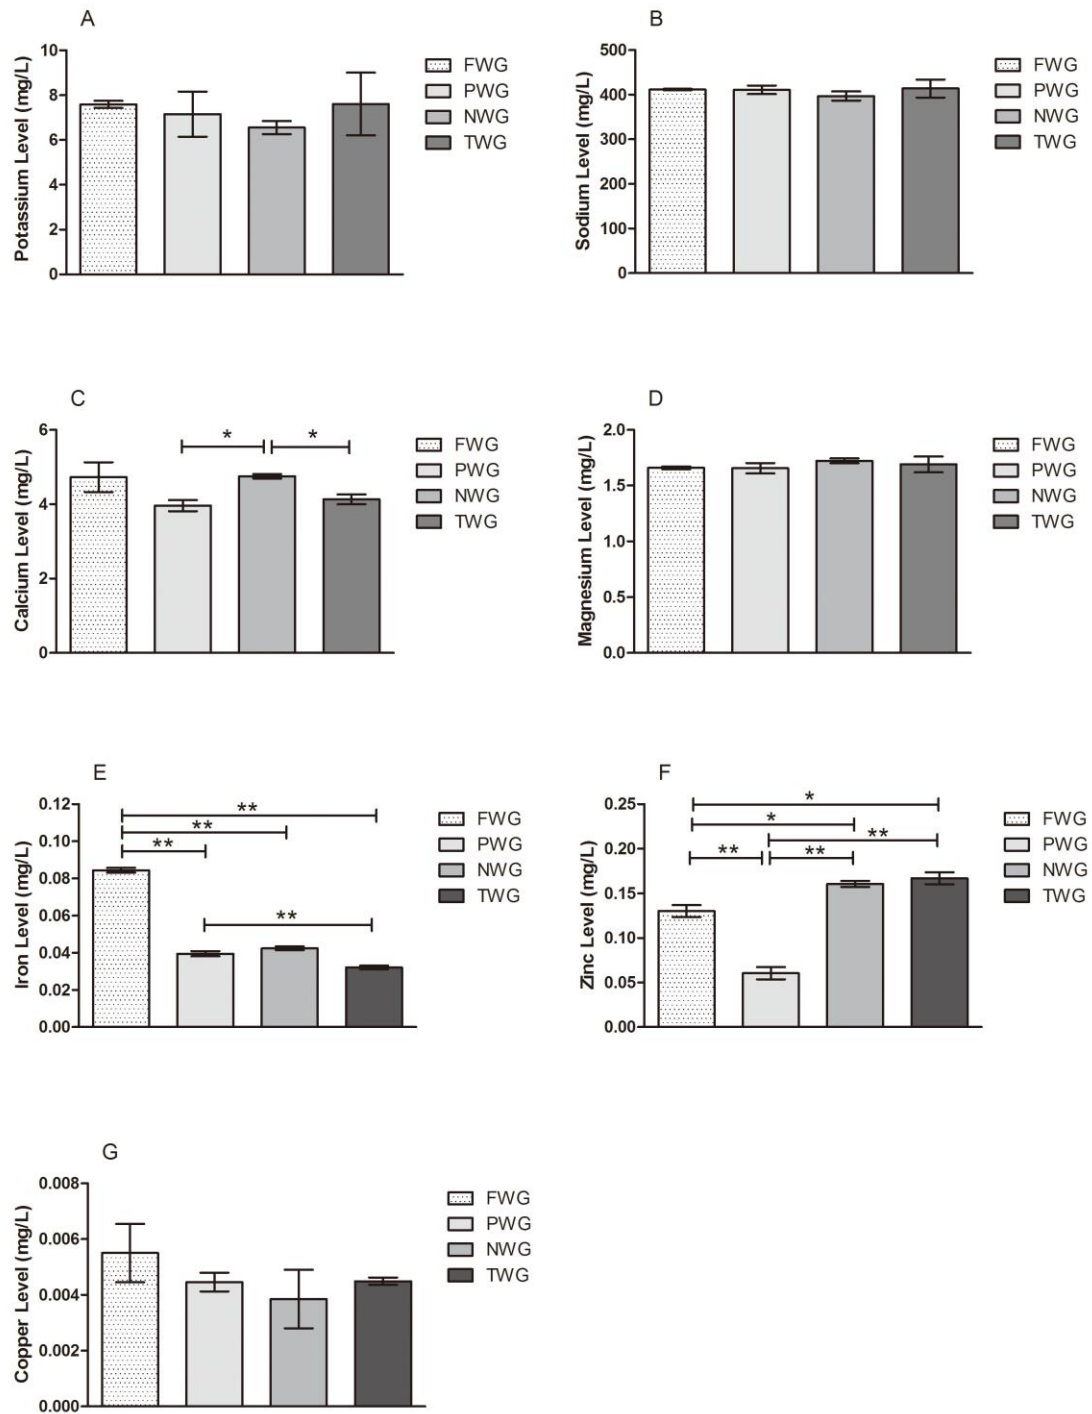 A
Potassium Level (mg/L)
10
8
6
4
2
0
FWG
PWG
NWG
TWG
B
Sodium Level (mg/L)
500
400
300
200
100
0
FWG
PWG
NWG
TWG
C
Calcium Level (mg/L)
6
4
2
0
* *
FWG
PWG
NWG
TWG
D
Magnesium Level (mg/L)
2.0
1.5
1.0
0.5
0.0
FWG
PWG
NWG
TWG
E
Iron Level (mg/L)
0.12
0.10
0.08
0.06
0.04
0.02
0.00
**
**
**
**
FWG
PWG
NWG
TWG
F
Zinc Level (mg/L)
0.25
0.20
0.15
0.10
0.05
0.00
*
*
**
** **
FWG
PWG
NWG
TWG
G
Copper Level (mg/L)
0.008
0.006
0.004
0.002
0.000
FWG
PWG
NWG
TWG